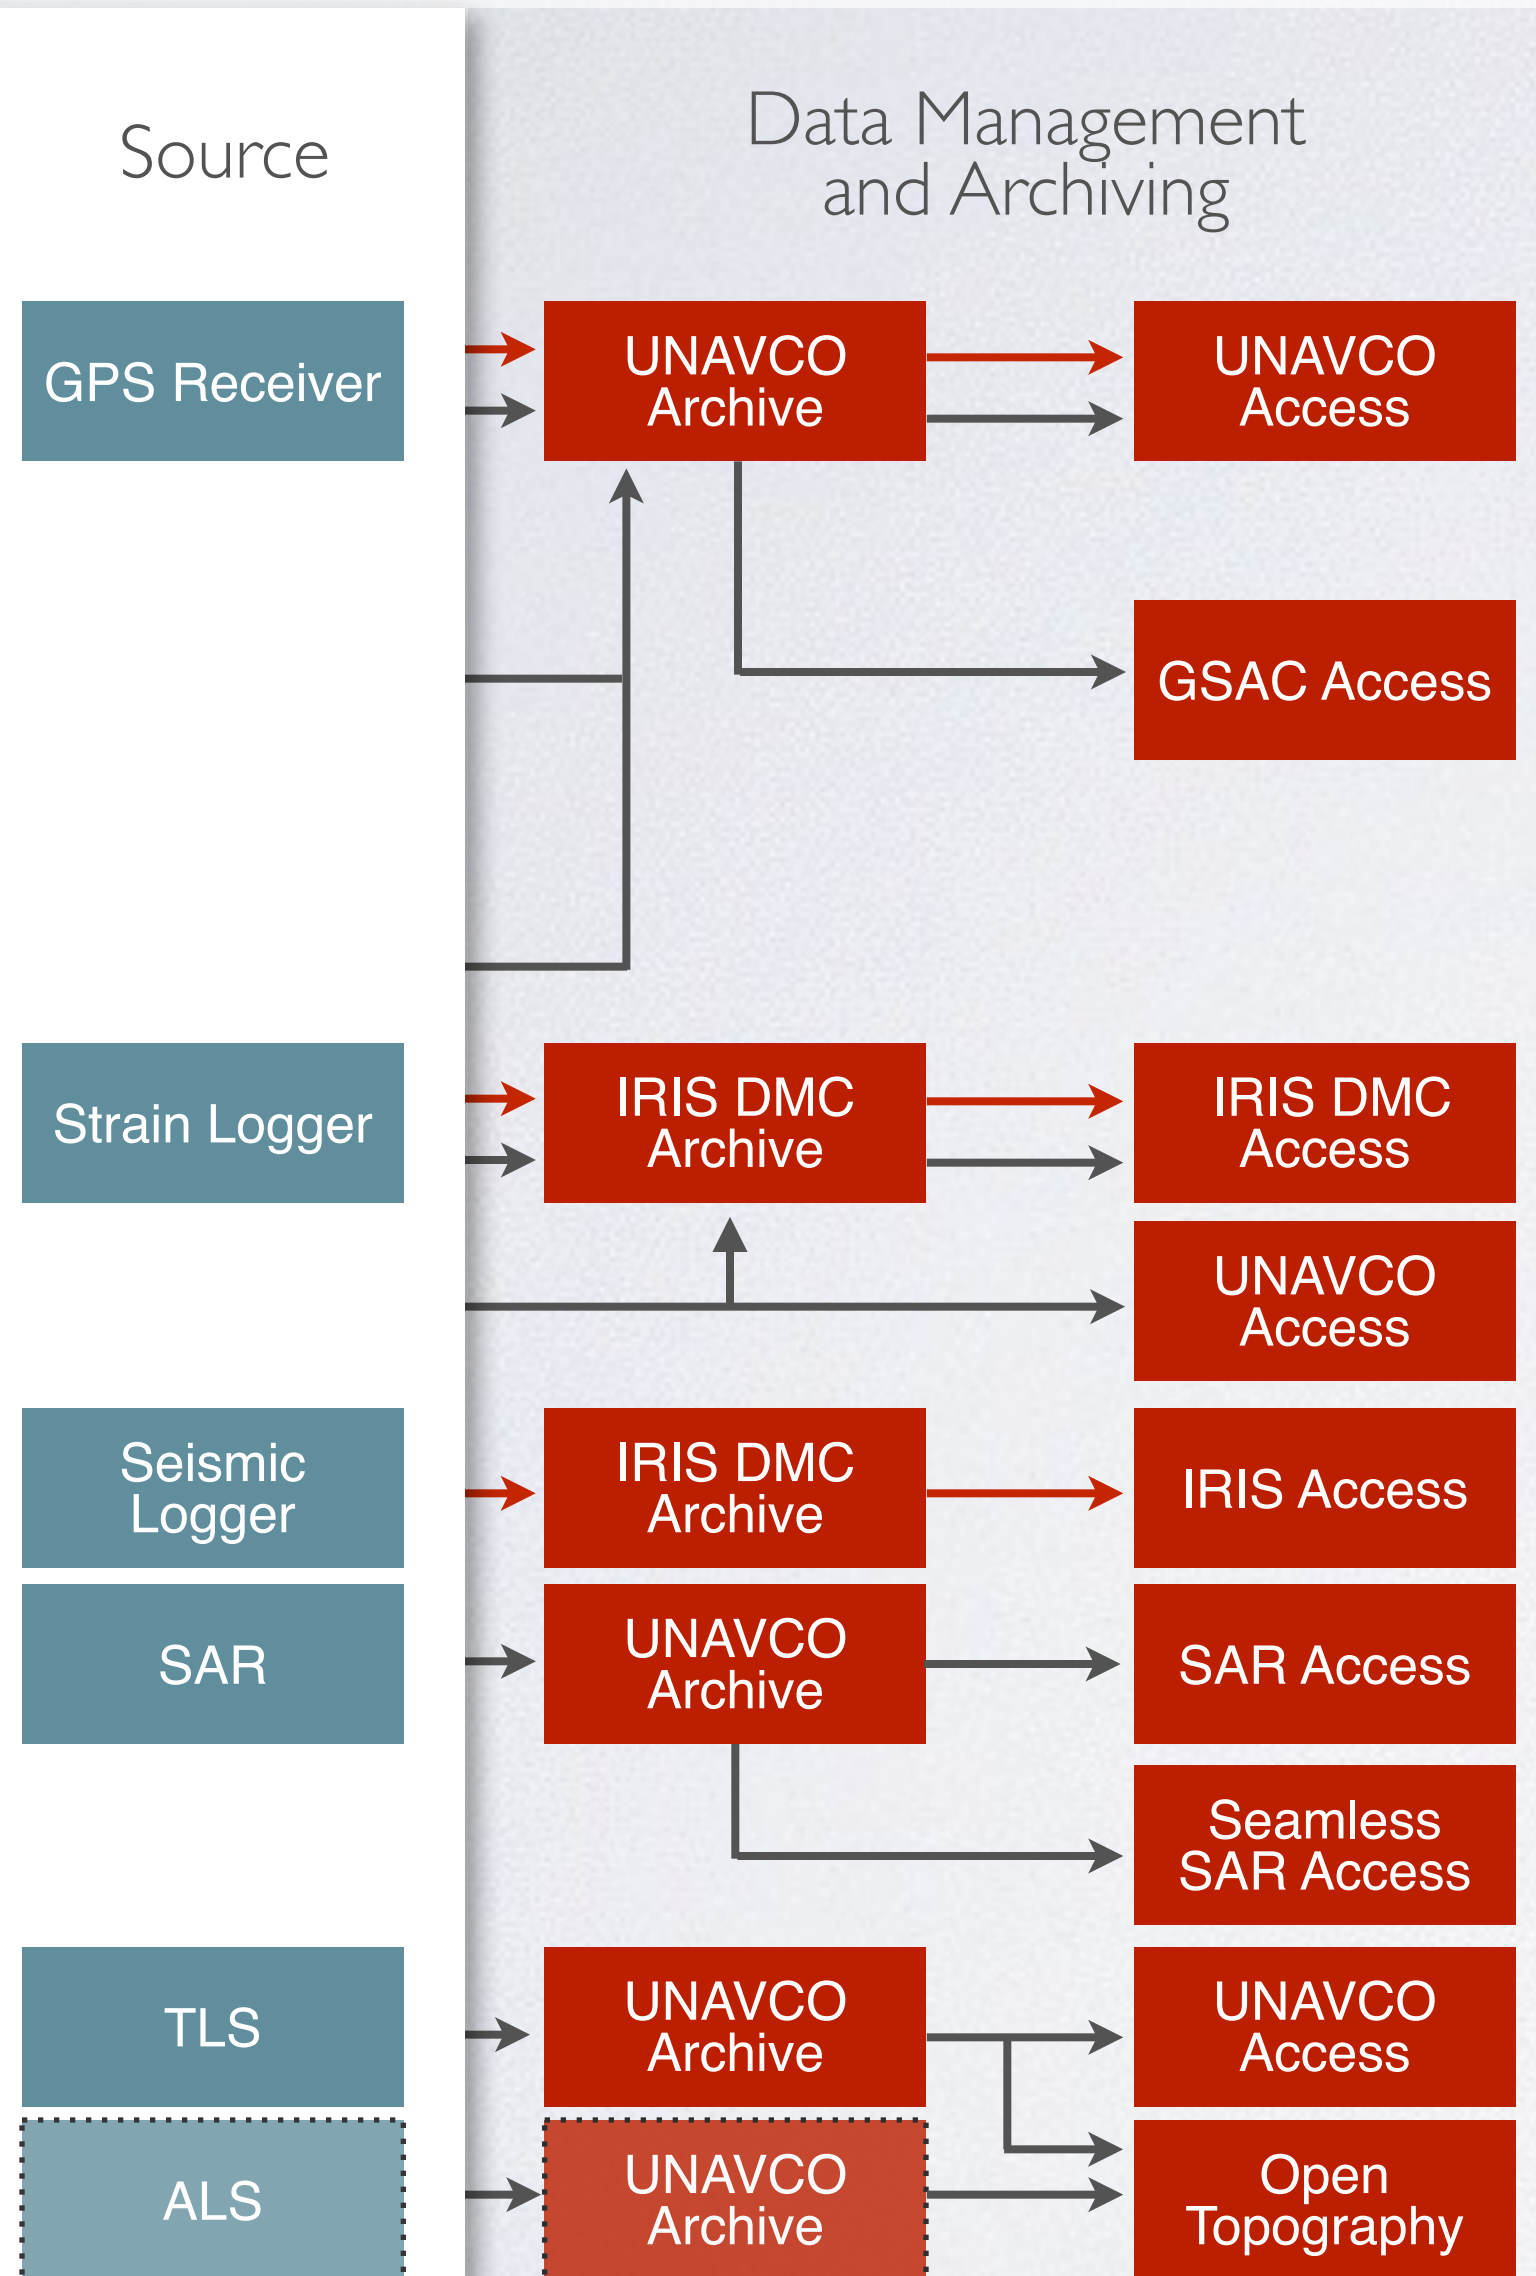 Source
Data Management
and Archiving
GPS Receiver
UNAVCO
Archive
UNAVCO
Access
GSAC Access
Strain Logger
IRIS DMC
Archive
IRIS DMC
Access
UNAVCO
Access
Seismic
Logger
IRIS DMC
Archive
IRIS Access
SAR
UNAVCO
Archive
SAR Access
Seamless
SAR Access
TLS
UNAVCO
Archive
UNAVCO
Access
ALS
UNAVCO
Archive
Open
Topography